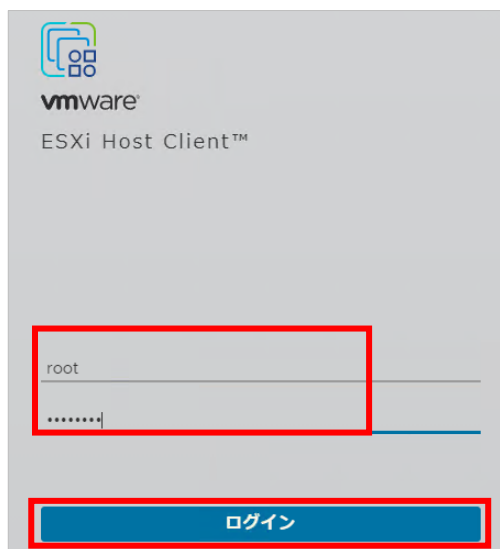 vmware®
ESXi Host Client™
root
••••••••
ログイン